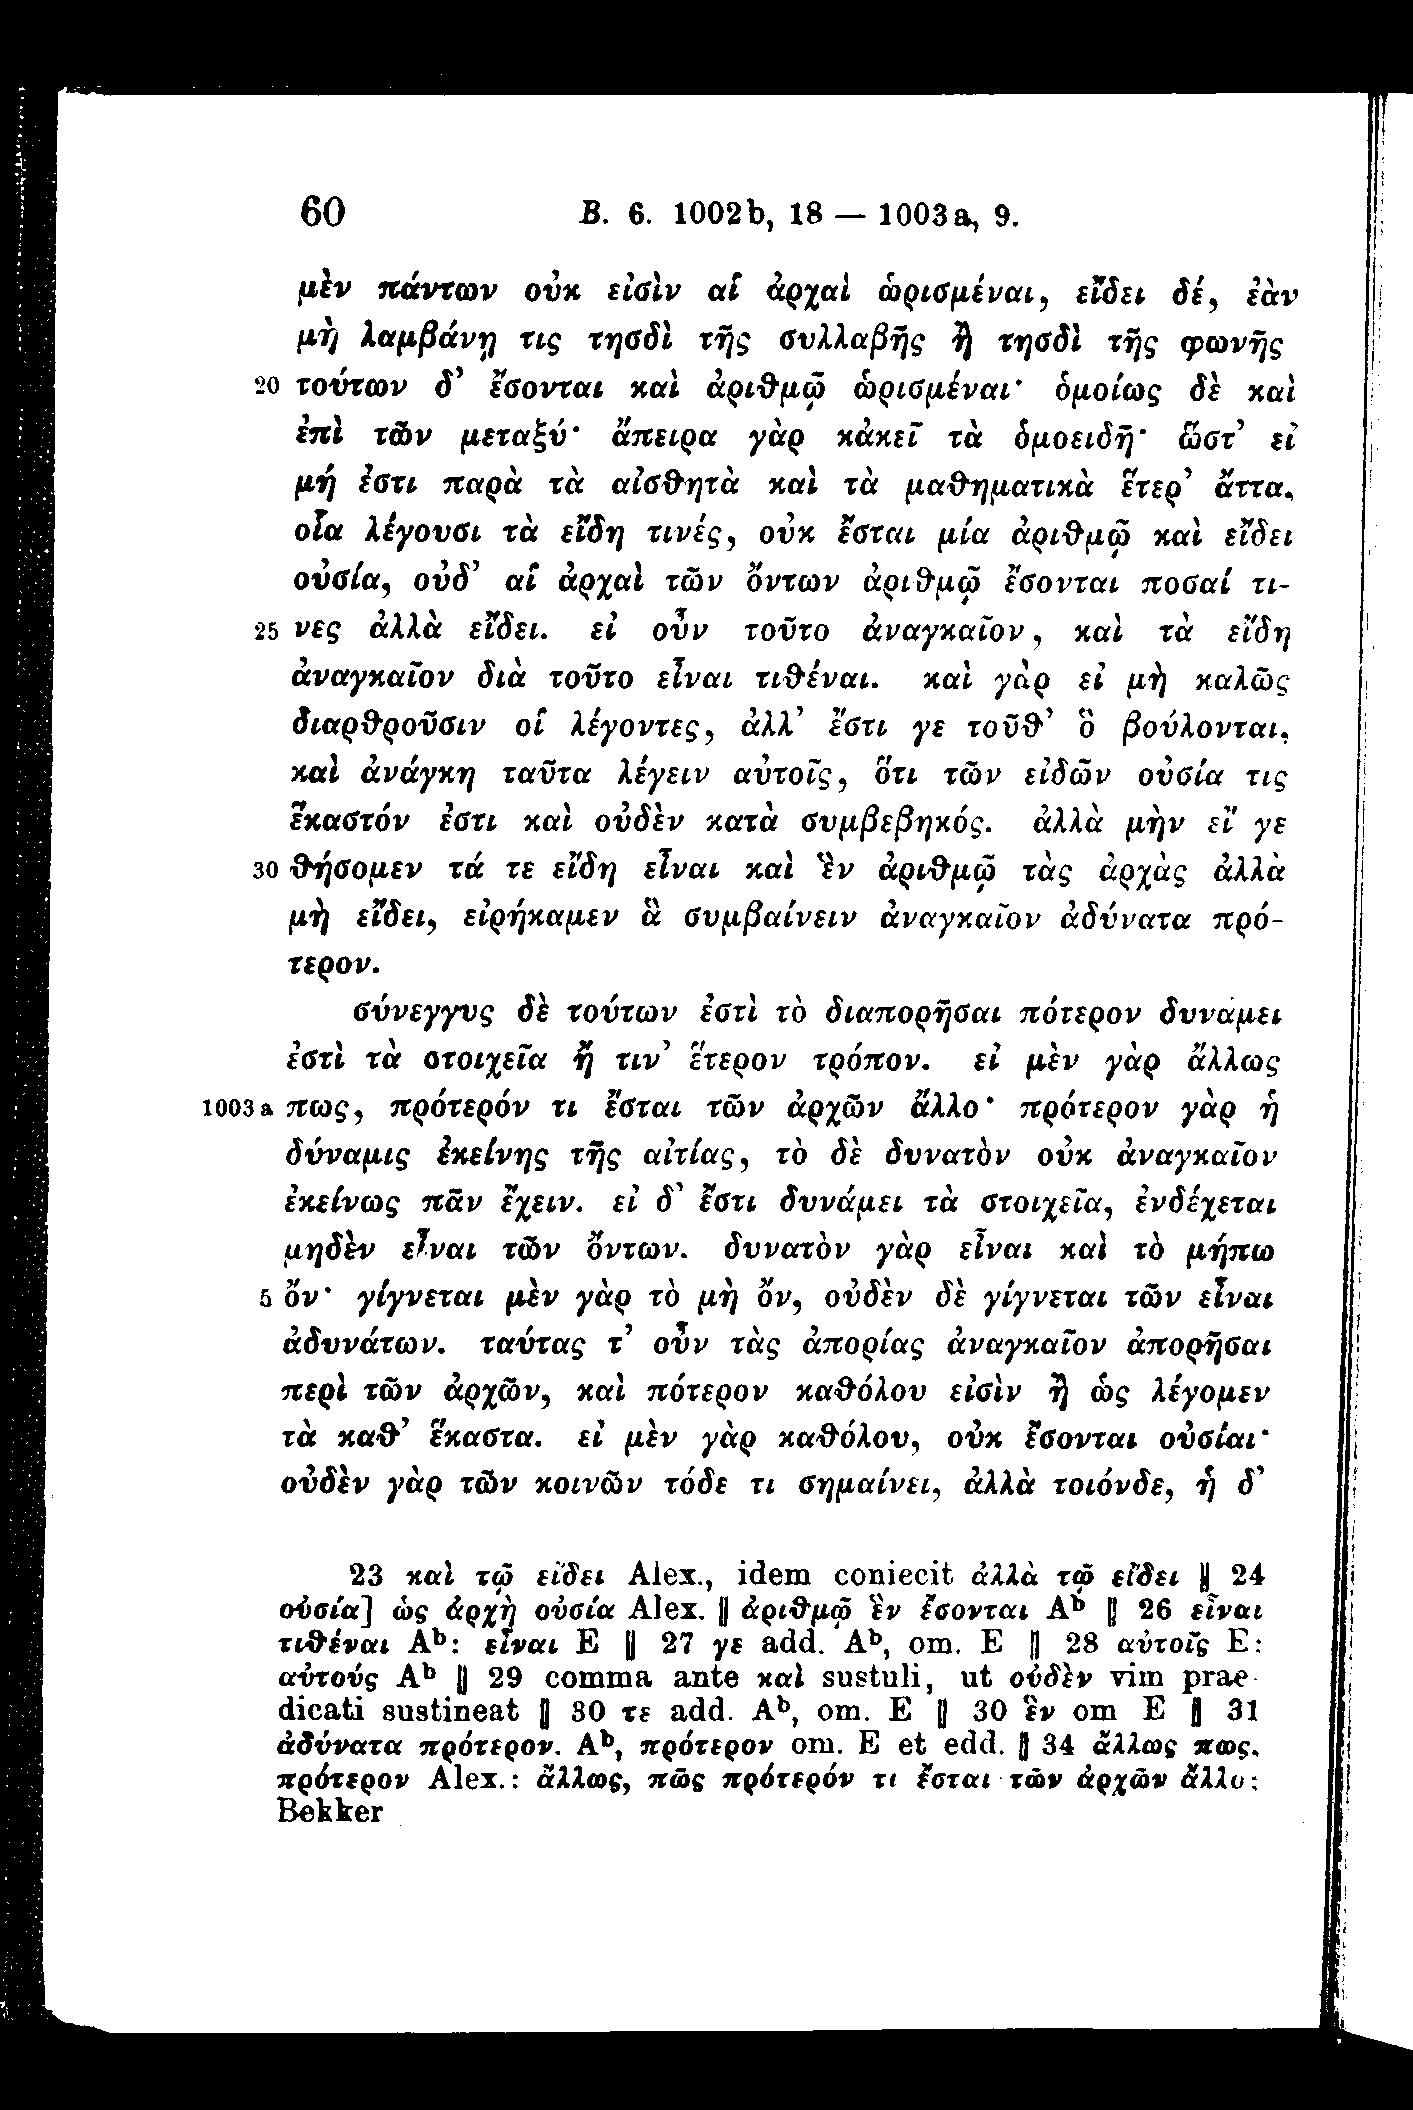 60 B. 6. 1002b, 18 — 1003a, 9.
μὲν πάντων οὐκ εἰσὶν αἱ ἀρχαὶ ὡρισμέναι, εἴδει δέ, ἐὰν
μὴ λαμβάνῃ τις τησδὶ τῆς συλλαβῆς ἢ τησδὶ τῆς φωνῆς
20 τούτων δ’ ἔσονται καὶ ἀριθμῷ ὡρισμέναι· ὁμοίως δὲ καὶ
ἐπὶ τῶν μεταξύ· ἄπειρα γὰρ κἀκεῖ τὰ ὁμοειδῆ· ὥστ’ εἰ
μή ἐστι παρὰ τὰ αἰσθητὰ καὶ τὰ μαθηματικὰ ἕτερ’ ἄττα,
οἷα λέγουσι τὰ εἴδη τινές, οὐκ ἔσται μία ἀριθμῷ καὶ εἴδει
οὐσία, οὐδ’ αἱ ἀρχαὶ τῶν ὄντων ἀριθμῷ ἔσονται ποσαί τι-
25 νες ἀλλὰ εἴδει. εἰ οὖν τοῦτο ἀναγκαῖον, καὶ τὰ εἴδη
ἀναγκαῖον διὰ τοῦτο εἶναι τιθέναι. καὶ γὰρ εἰ μὴ καλῶς
διαρθροῦσιν οἱ λέγοντες, ἀλλ’ ἔστι γε τοῦθ’ ὃ βούλονται,
καὶ ἀνάγκη ταῦτα λέγειν αὐτοῖς, ὅτι τῶν εἰδῶν οὐσία τις
ἕκαστόν ἐστι καὶ οὐδὲν κατὰ συμβεβηκός. ἀλλὰ μὴν εἴ γε
30 θήσομεν τά τε εἴδη εἶναι καὶ ἓν ἀριθμῷ τὰς ἀρχὰς ἀλλὰ
μὴ εἴδει, εἰρήκαμεν ἃ συμβαίνειν ἀναγκαῖον ἀδύνατα πρό-
τερον.
σύνεγγυς δὲ τούτων ἐστὶ τὸ διαπορῆσαι πότερον δυνάμει
ἐστὶ τὰ στοιχεῖα ἤ τιν’ ἕτερον τρόπον. εἰ μὲν γὰρ ἄλλως
1003a πως, πρότερόν τι ἔσται τῶν ἀρχῶν ἄλλο· πρότερον γὰρ ἡ
δύναμις ἐκείνης τῆς αἰτίας, τὸ δὲ δυνατὸν οὐκ ἀναγκαῖον
ἐκείνως πᾶν ἔχειν. εἰ δ’ ἔστι δυνάμει τὰ στοιχεῖα, ἐνδέχεται
μηδὲν εἶναι τῶν ὄντων. δυνατὸν γὰρ εἶναι καὶ τὸ μήπω
5 ὄν· γίγνεται μὲν γὰρ τὸ μὴ ὄν, οὐδὲν δὲ γίγνεται τῶν εἶναι
ἀδυνάτων. ταύτας τ’ οὖν τὰς ἀπορίας ἀναγκαῖον ἀπορῆσαι
περὶ τῶν ἀρχῶν, καὶ πότερον καθόλου εἰσὶν ἢ ὡς λέγομεν
τὰ καθ’ ἕκαστα. εἰ μὲν γὰρ καθόλου, οὐκ ἔσονται οὐσίαι·
οὐδὲν γὰρ τῶν κοινῶν τόδε τι σημαίνει, ἀλλὰ τοιόνδε, ἡ δ’
23 καὶ τῷ εἴδει Alex., idem coniecit ἀλλὰ τῷ εἴδει ‖ 24
οὐσία] ὡς ἀρχὴ οὐσία Alex. ‖ ἀριθμῷ ἓν ἔσονται Aᵇ ‖ 26 εἶναι
τιθέναι Aᵇ: εἶναι E ‖ 27 γε add. Aᵇ, om. E ‖ 28 αὐτοῖς E:
αὐτούς Aᵇ ‖ 29 comma ante καὶ sustuli, ut οὐδὲν vim prae-
dicati sustineat ‖ 30 τε add. Aᵇ, om. E ‖ 30 ἓν om E ‖ 31
ἀδύνατα πρότερον. Aᵇ, πρότερον om. E et edd. ‖ 34 ἄλλως πως,
πρότερον Alex.: ἄλλως, πῶς πρότερόν τι ἔσται τῶν ἀρχῶν ἄλλο;
Bekker